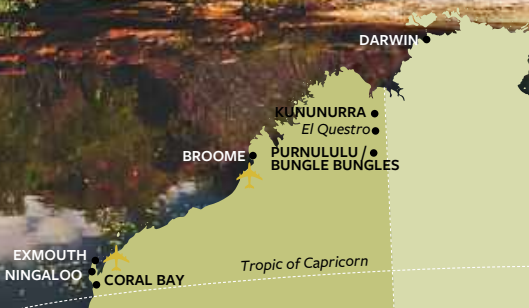 DARWIN
KUNUNURRA
El Questro
PURNULULU /
BUNGLE BUNGLES
BROOME
EXMOUTH
NINGALOO
CORAL BAY
Tropic of Capricorn